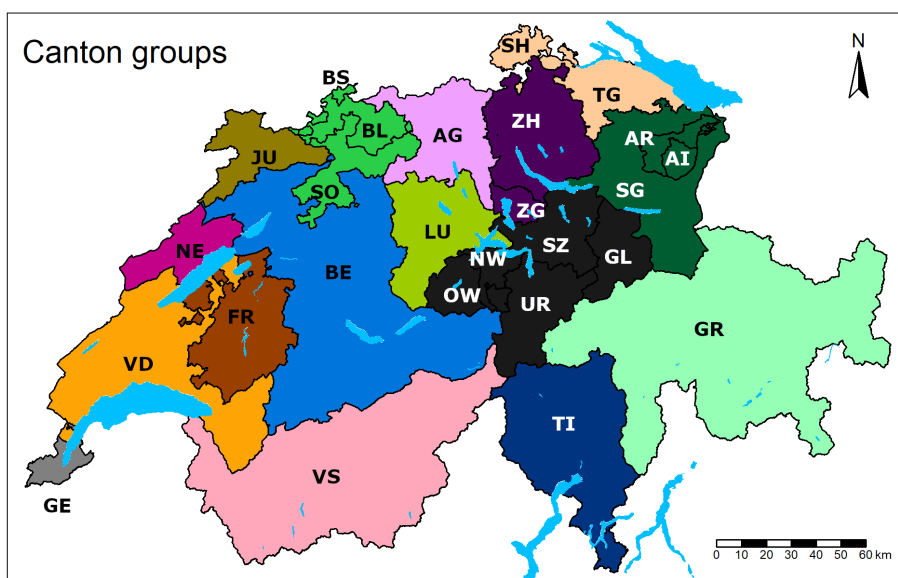 Canton groups
N
SH
BS
TG
ZH
BL
AG
AR
AI
JU
SO
SG
ZG
LU
NE
SZ
NW
GL
BE
OW
UR
FR
GR
VD
TI
VS
GE
0 10 20 30 40 50 60 km